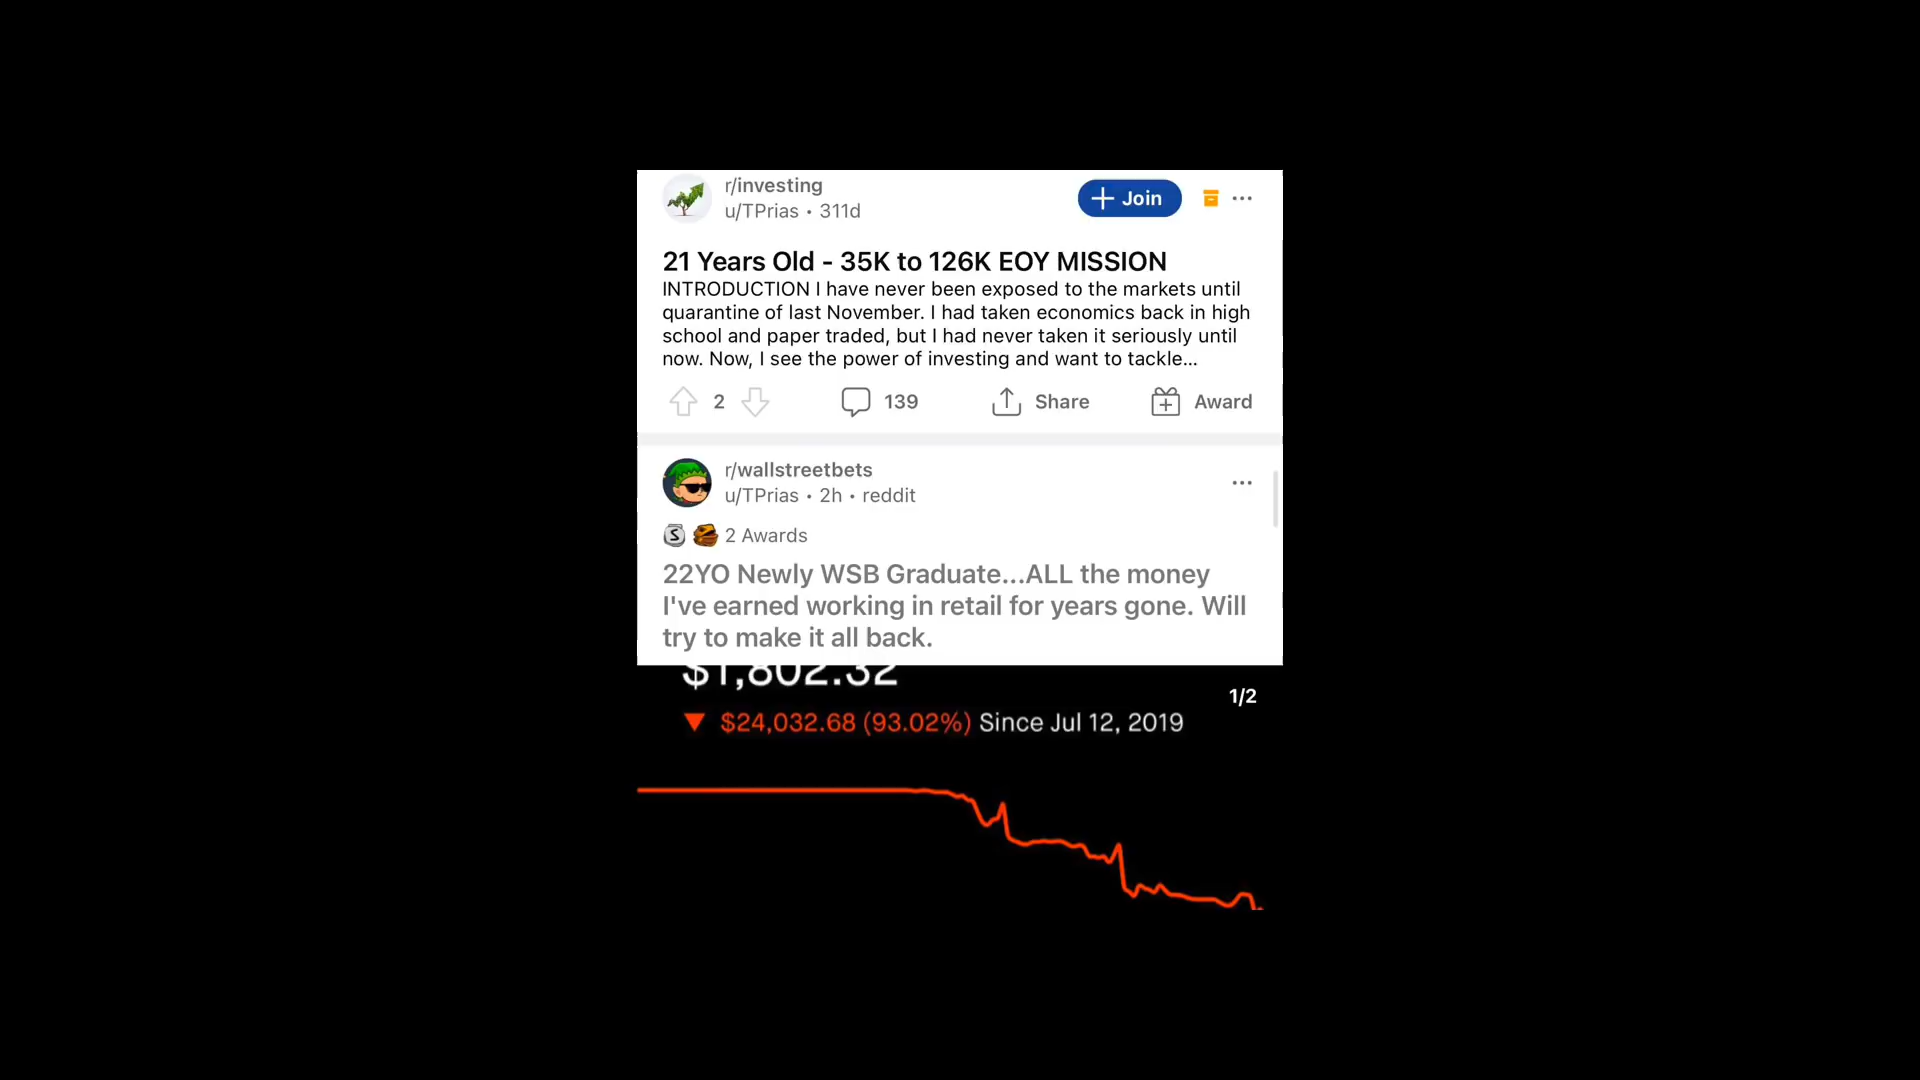 r/investing
u/TPrias • 311d
Join
21 Years Old - 35K to 126K EOY MISSION
INTRODUCTION I have never been exposed to the markets until
quarantine of last November. I had taken economics back in high
school and paper traded, but I had never taken it seriously until
now. Now, I see the power of investing and want to tackle...
2
139
Share
Award
r/wallstreetbets
u/TPrias • 2h • reddit
S
2 Awards
22YO Newly WSB Graduate...ALL the money
I've earned working in retail for years gone. Will
try to make it all back.
$1,802.32
1/2
$24,032.68 (93.02%) Since Jul 12, 2019